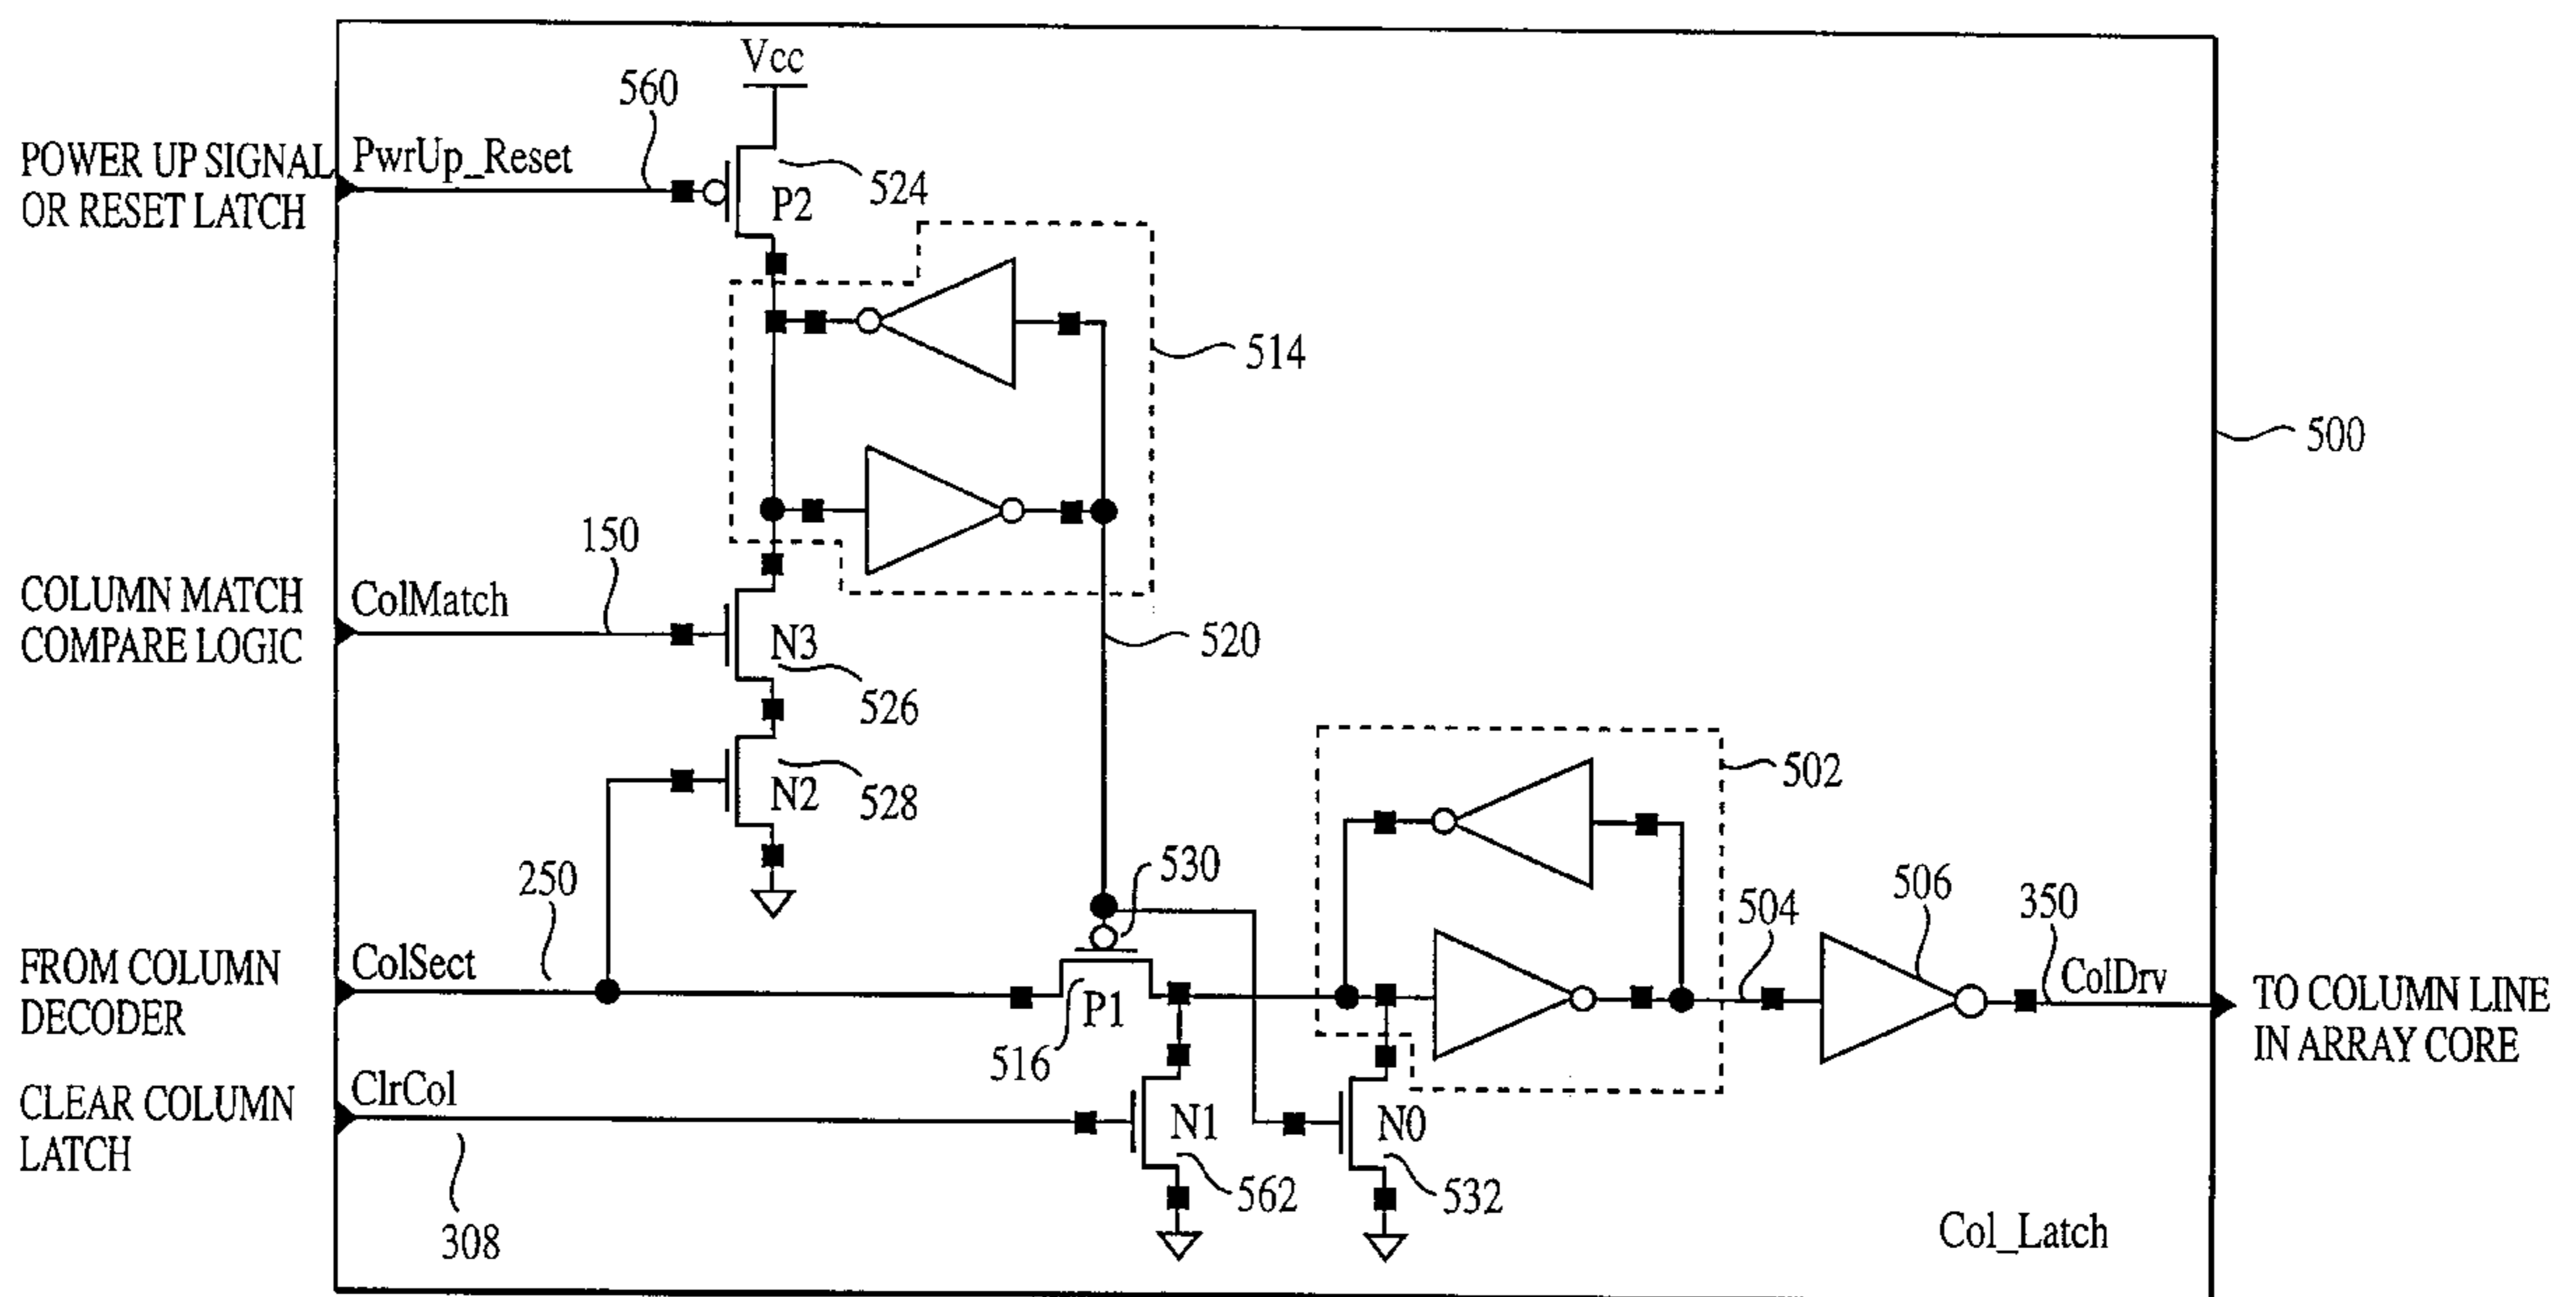 Vcc
560
POWER UP SIGNAL
OR RESET LATCH
PwrUp_Reset
524
P2
514
500
150
COLUMN MATCH
COMPARE LOGIC
ColMatch
N3
526
520
N2
528
502
530
250
FROM COLUMN
DECODER
ColSect
516
P1
504
506
350
ColDrv
TO COLUMN LINE
IN ARRAY CORE
CLEAR COLUMN
LATCH
ClrCol
308
N1
562
N0
532
Col_Latch